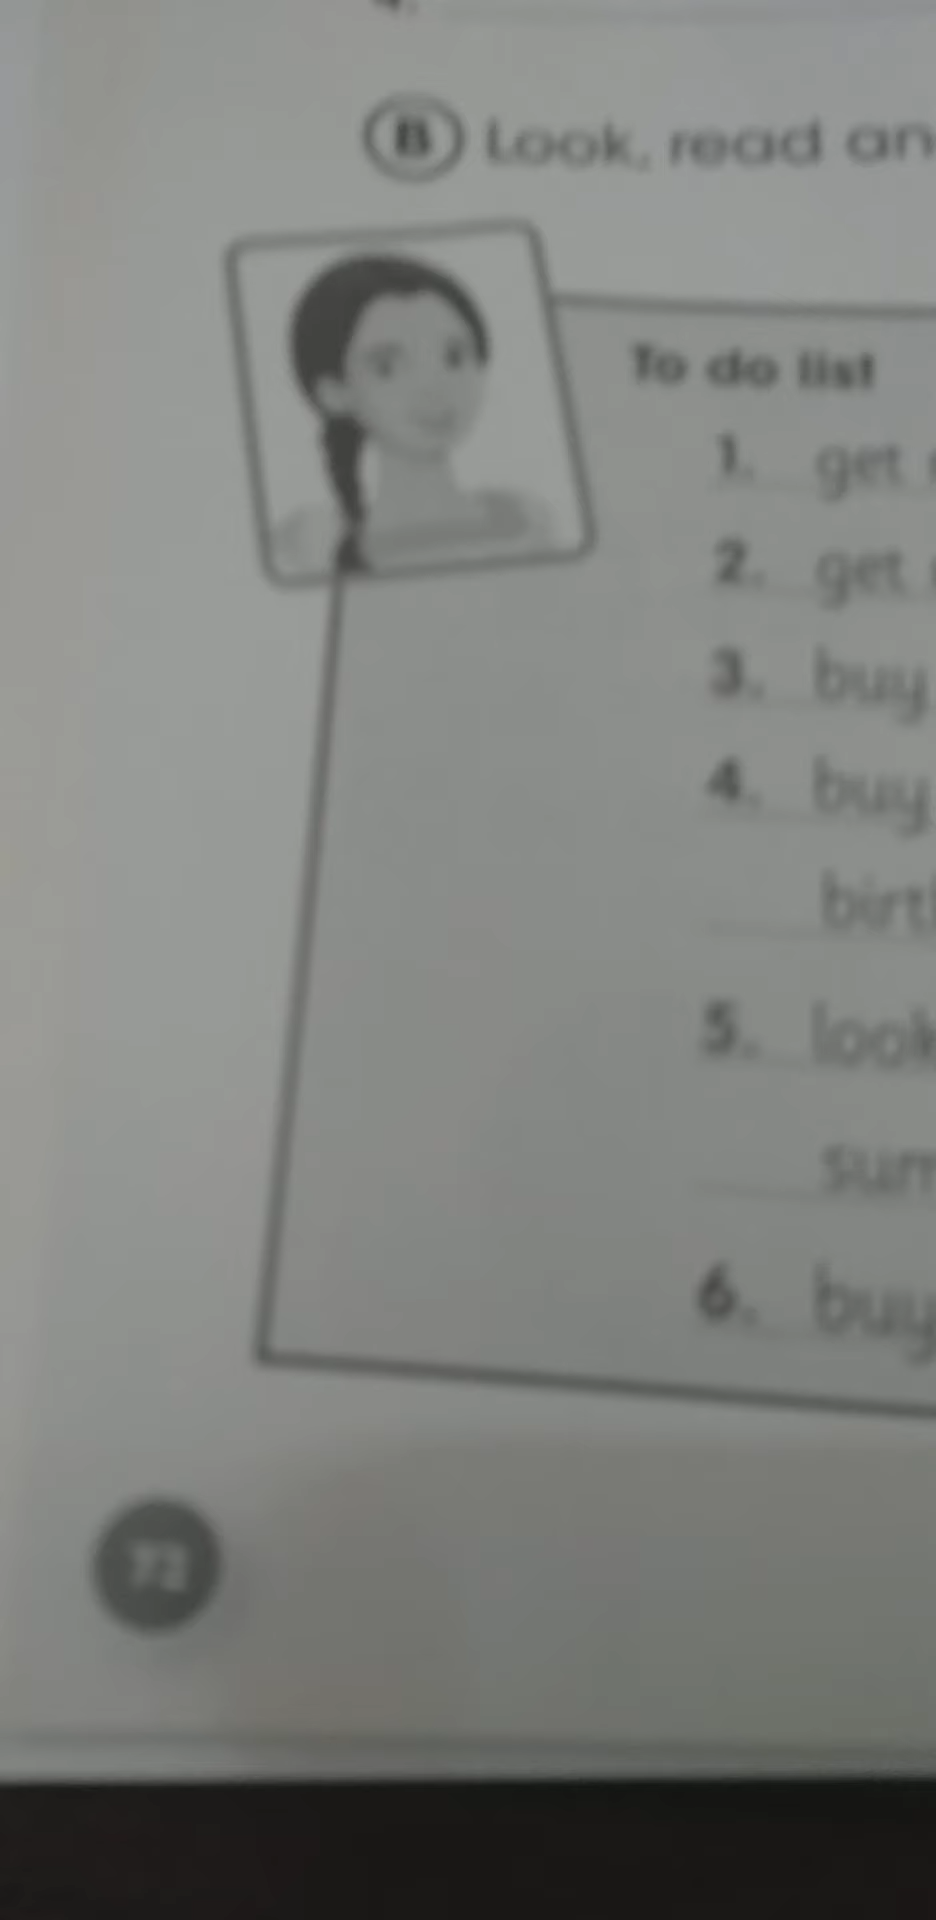 B Look, read an
To do list
1. get
2. get
3. buy
4. buy
birt
5. look
sum
6. buy
72